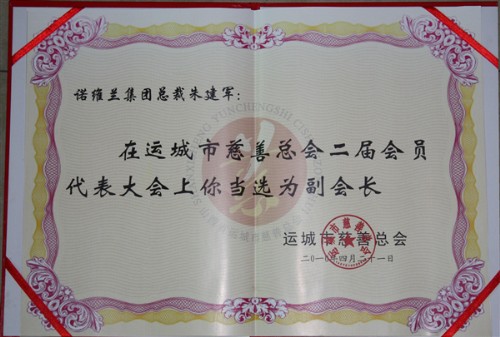 诺维兰集团总裁朱建军：
在运城市慈善总会二届会员
代表大会上你当选为副会长
运城市慈善总会